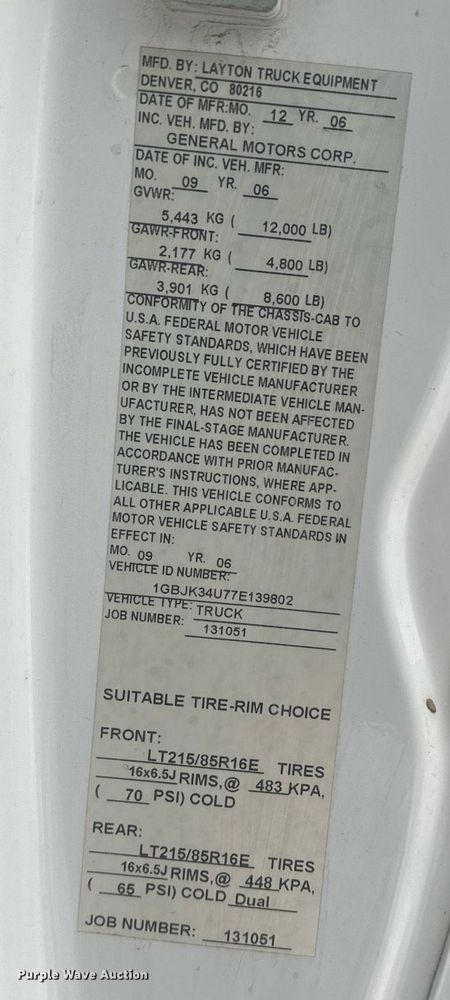 MFD. BY: LAYTON TRUCK EQUIPMENT
DENVER, CO 80216
DATE OF MFR:MO. 12 YR. 06
INC. VEH. MFD. BY:
GENERAL MOTORS CORP.
DATE OF INC. VEH. MFR:
MO. 09 YR. 06
GVWR:
5,443 KG ( 12,000 LB)
GAWR-FRONT:
2,177 KG ( 4,800 LB)
GAWR-REAR:
3,901 KG ( 8,600 LB)
CONFORMITY OF THE CHASSIS-CAB TO
U.S.A. FEDERAL MOTOR VEHICLE
SAFETY STANDARDS, WHICH HAVE BEEN
PREVIOUSLY FULLY CERTIFIED BY THE
INCOMPLETE VEHICLE MANUFACTURER
OR BY THE INTERMEDIATE VEHICLE MAN-
UFACTURER, HAS NOT BEEN AFFECTED
BY THE FINAL-STAGE MANUFACTURER.
THE VEHICLE HAS BEEN COMPLETED IN
ACCORDANCE WITH PRIOR MANUFAC-
TURER'S INSTRUCTIONS, WHERE APP-
LICABLE. THIS VEHICLE CONFORMS TO
ALL OTHER APPLICABLE U.S.A. FEDERAL
MOTOR VEHICLE SAFETY STANDARDS IN
EFFECT IN:
MO. 09 YR. 06
VEHICLE ID NUMBER:
1GBJK34U77E139802
VEHICLE TYPE: TRUCK
JOB NUMBER: 131051
SUITABLE TIRE-RIM CHOICE
FRONT:
LT215/85R16E TIRES
16x6.5J RIMS,@ 483 KPA,
( 70 PSI) COLD
REAR:
LT215/85R16E TIRES
16x6.5J RIMS,@ 448 KPA,
( 65 PSI) COLD Dual
JOB NUMBER: 131051
Purple Wave Auction